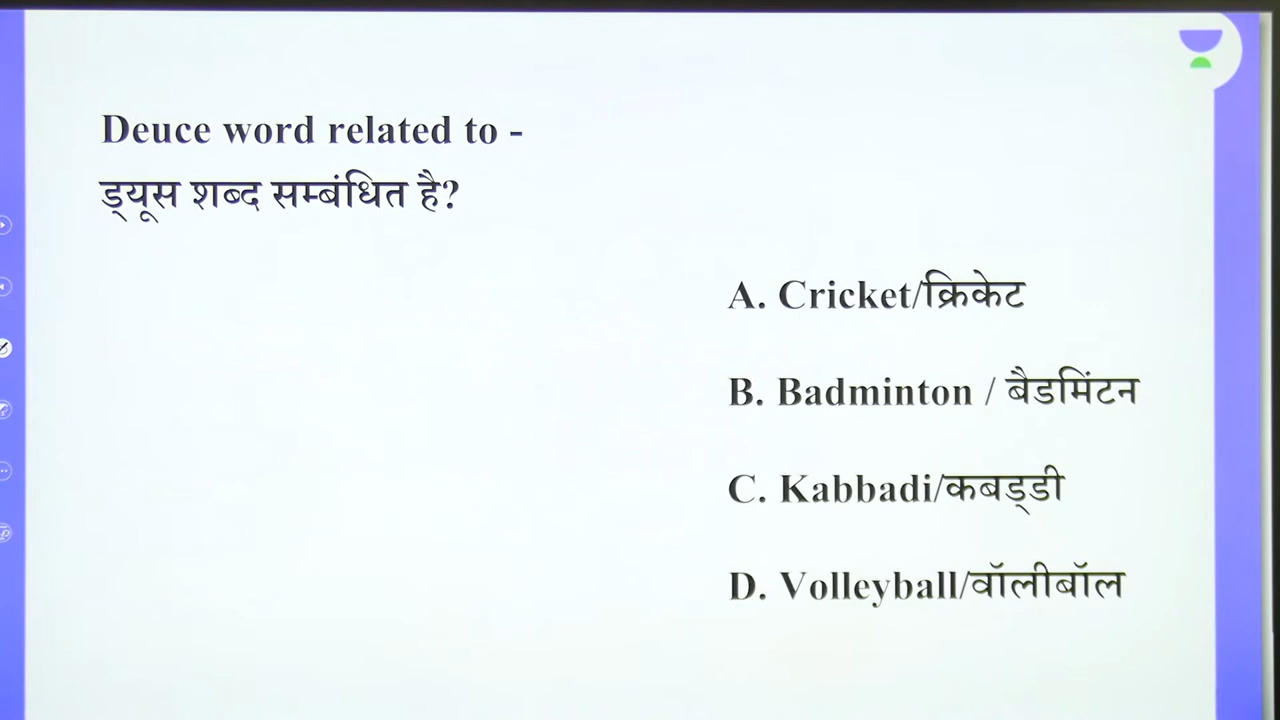 Deuce word related to -
ड्यूस शब्द सम्बंधित है?
A. Cricket/क्रिकेट
B. Badminton / बैडमिंटन
C. Kabbadi/कबड्डी
D. Volleyball/वॉलीबॉल